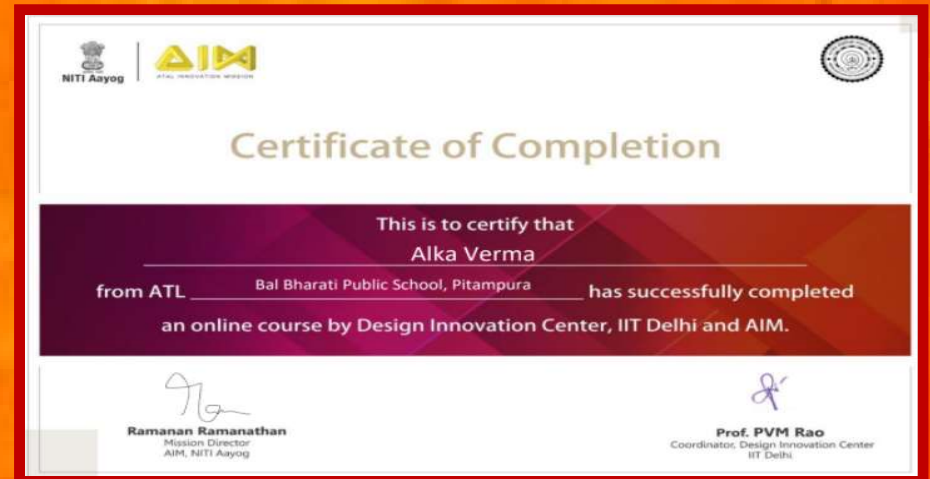 NITI Aayog
AIM
ATAL INNOVATION MISSION
Certificate of Completion
This is to certify that
Alka Verma
from ATL Bal Bharati Public School, Pitampura has successfully completed
an online course by Design Innovation Center, IIT Delhi and AIM.
Ramanan Ramanathan
Mission Director
AIM, NITI Aayog
Prof. PVM Rao
Coordinator, Design Innovation Center
IIT Delhi